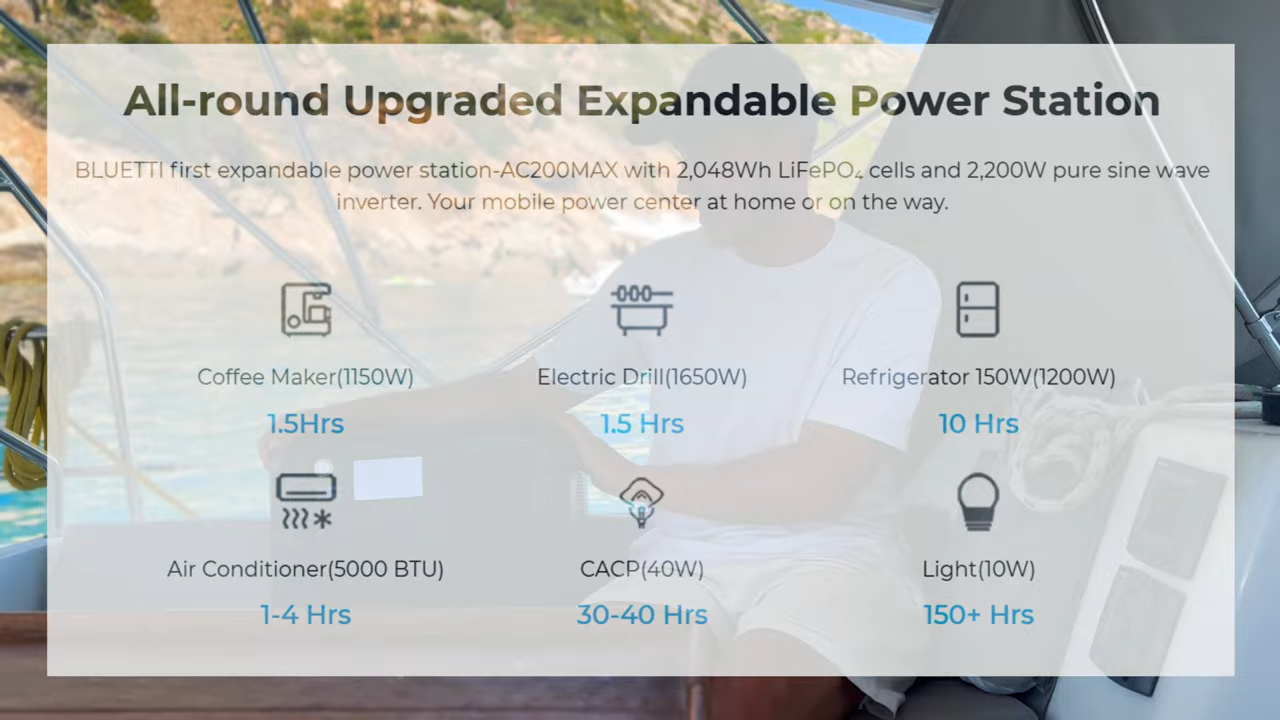 All-round Upgraded Expandable Power Station
BLUETTI first expandable power station-AC200MAX with 2,048Wh LiFePO₄ cells and 2,200W pure sine wave
inverter. Your mobile power center at home or on the way.
Coffee Maker(1150W)
Electric Drill(1650W)
Refrigerator 150W(1200W)
1.5Hrs
1.5 Hrs
10 Hrs
Air Conditioner(5000 BTU)
CACP(40W)
Light(10W)
1-4 Hrs
30-40 Hrs
150+ Hrs